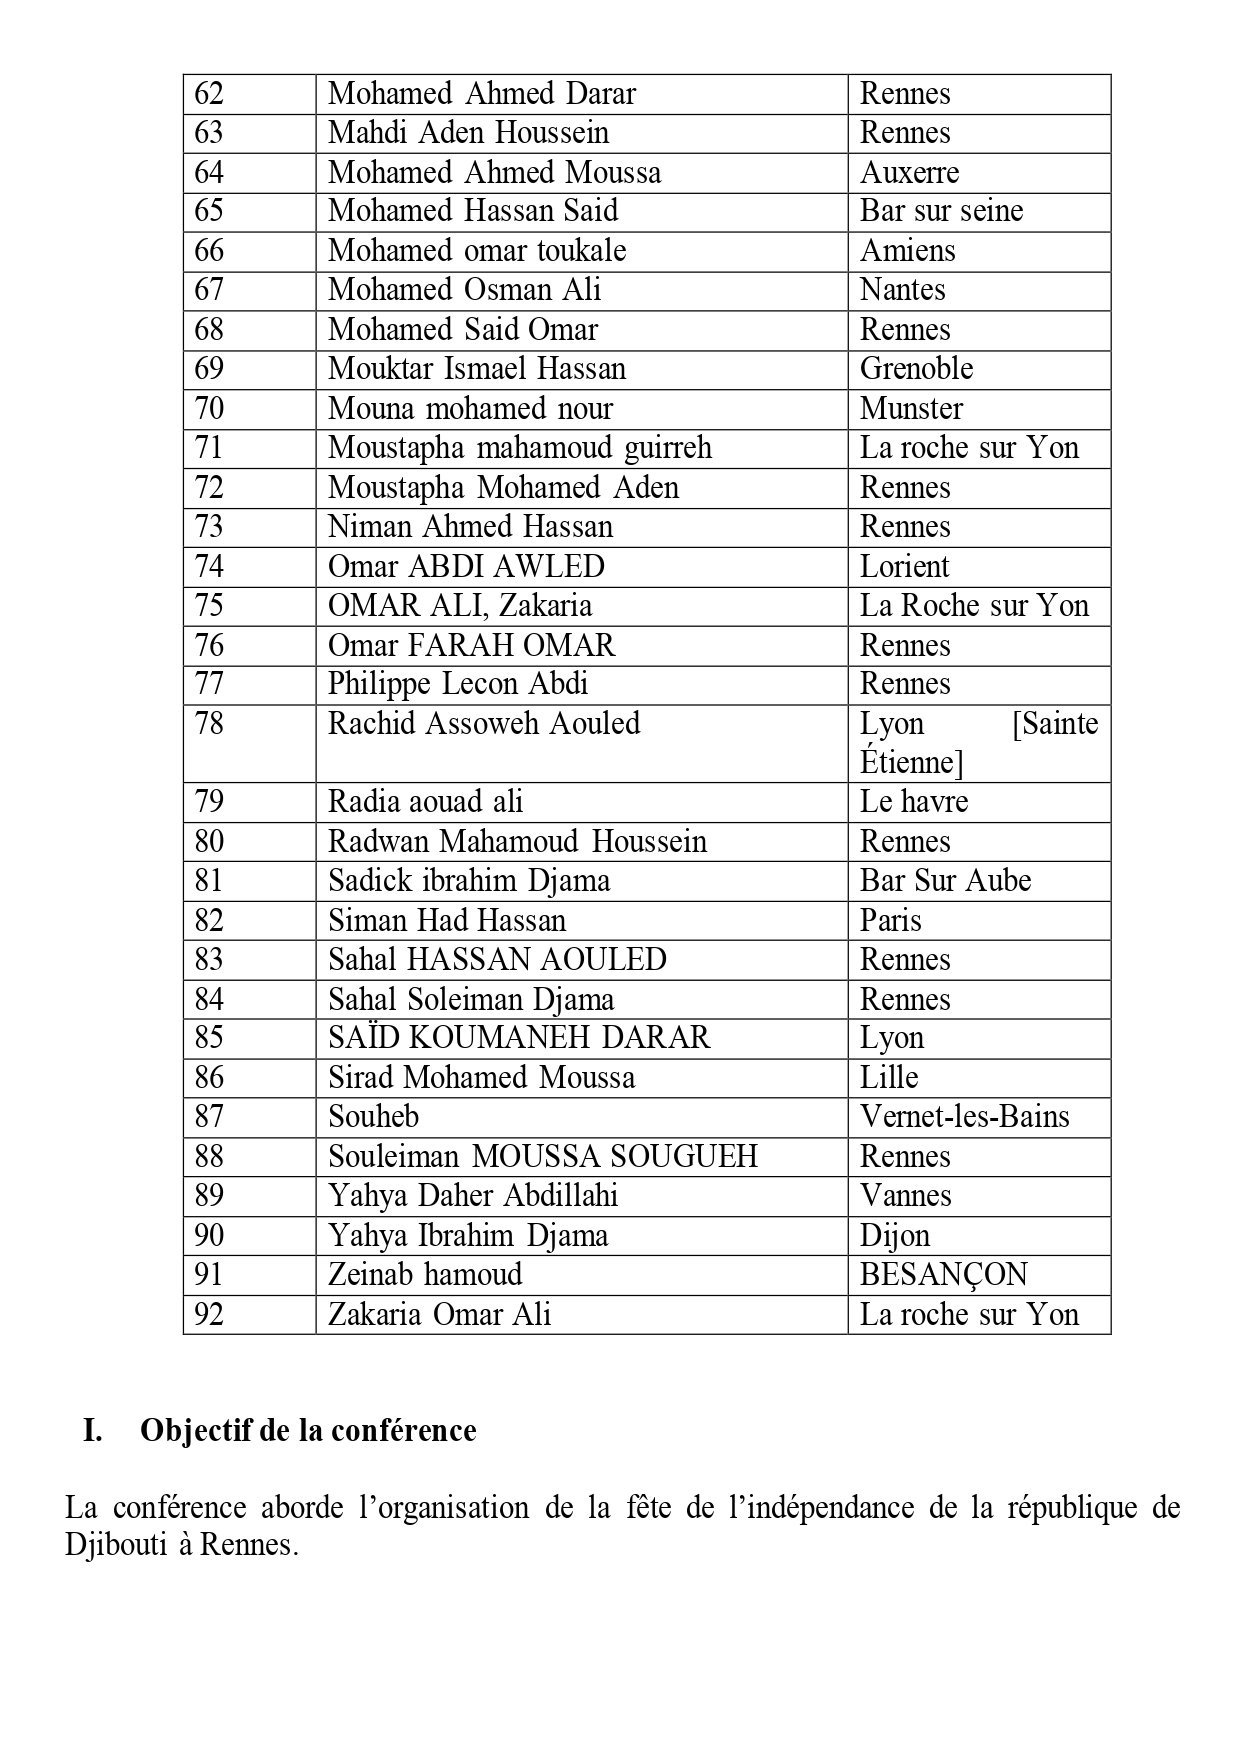 62 Mohamed Ahmed Darar Rennes
63 Mahdi Aden Houssein Rennes
64 Mohamed Ahmed Moussa Auxerre
65 Mohamed Hassan Said Bar sur seine
66 Mohamed omar toukale Amiens
67 Mohamed Osman Ali Nantes
68 Mohamed Said Omar Rennes
69 Mouktar Ismael Hassan Grenoble
70 Mouna mohamed nour Munster
71 Moustapha mahamoud guirreh La roche sur Yon
72 Moustapha Mohamed Aden Rennes
73 Niman Ahmed Hassan Rennes
74 Omar ABDI AWLED Lorient
75 OMAR ALI, Zakaria La Roche sur Yon
76 Omar FARAH OMAR Rennes
77 Philippe Lecon Abdi Rennes
78 Rachid Assoweh Aouled Lyon [Sainte
Étienne]
79 Radia aouad ali Le havre
80 Radwan Mahamoud Houssein Rennes
81 Sadick ibrahim Djama Bar Sur Aube
82 Siman Had Hassan Paris
83 Sahal HASSAN AOULED Rennes
84 Sahal Soleiman Djama Rennes
85 SAÏD KOUMANEH DARAR Lyon
86 Sirad Mohamed Moussa Lille
87 Souheb Vernet-les-Bains
88 Souleiman MOUSSA SOUGUEH Rennes
89 Yahya Daher Abdillahi Vannes
90 Yahya Ibrahim Djama Dijon
91 Zeinab hamoud BESANÇON
92 Zakaria Omar Ali La roche sur Yon
I. Objectif de la conférence
La conférence aborde l’organisation de la fête de l’indépendance de la république de
Djibouti à Rennes.